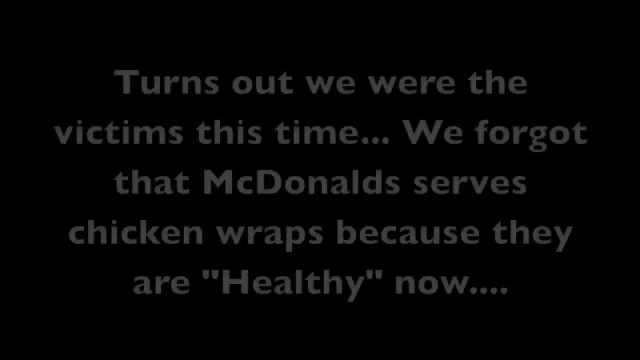 Turns out we were the
victims this time... We forgot
that McDonalds serves
chicken wraps because they
are "Healthy" now....